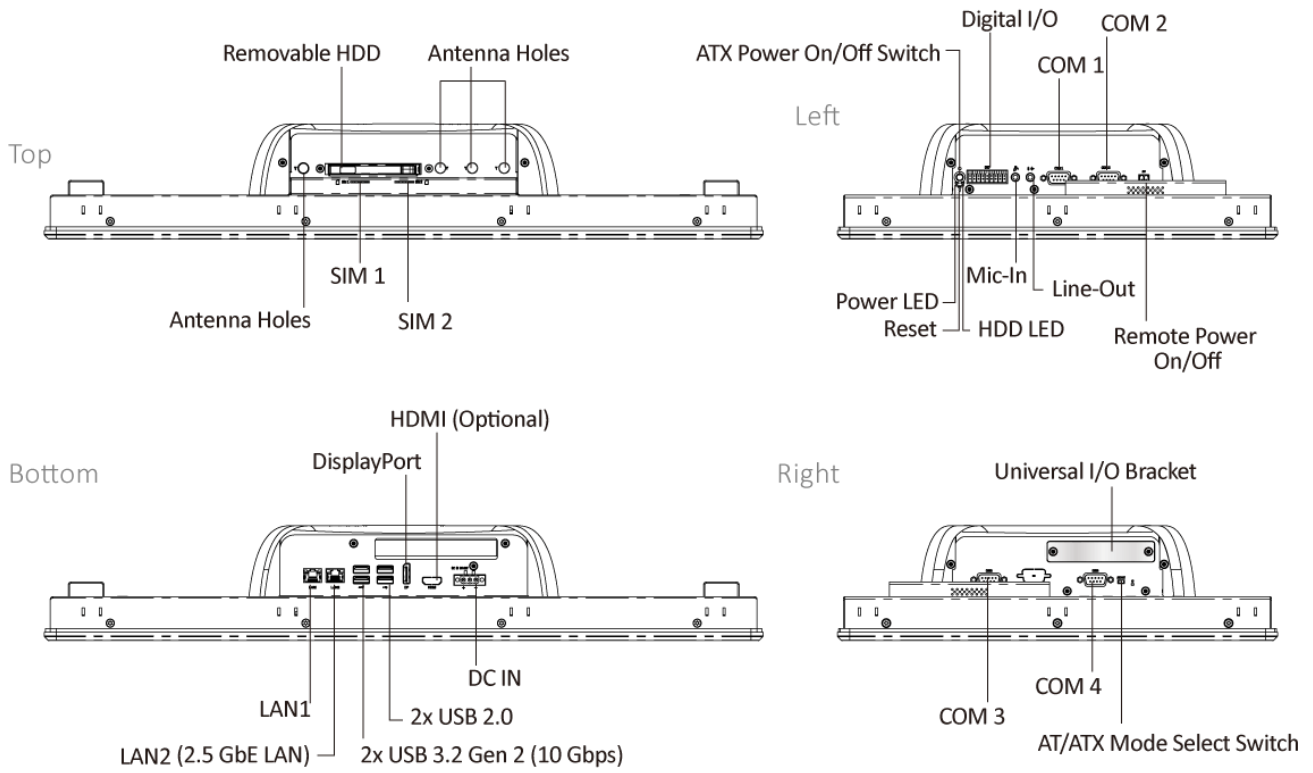 Top
Removable HDD
Antenna Holes
SIM 1
Antenna Holes
SIM 2
Left
Digital I/O
COM 2
ATX Power On/Off Switch
COM 1
Mic-In
Line-Out
Power LED
Reset
HDD LED
Remote Power
On/Off
Bottom
HDMI (Optional)
DisplayPort
DC IN
LAN1
2x USB 2.0
LAN2 (2.5 GbE LAN)
2x USB 3.2 Gen 2 (10 Gbps)
Right
Universal I/O Bracket
COM 4
COM 3
AT/ATX Mode Select Switch